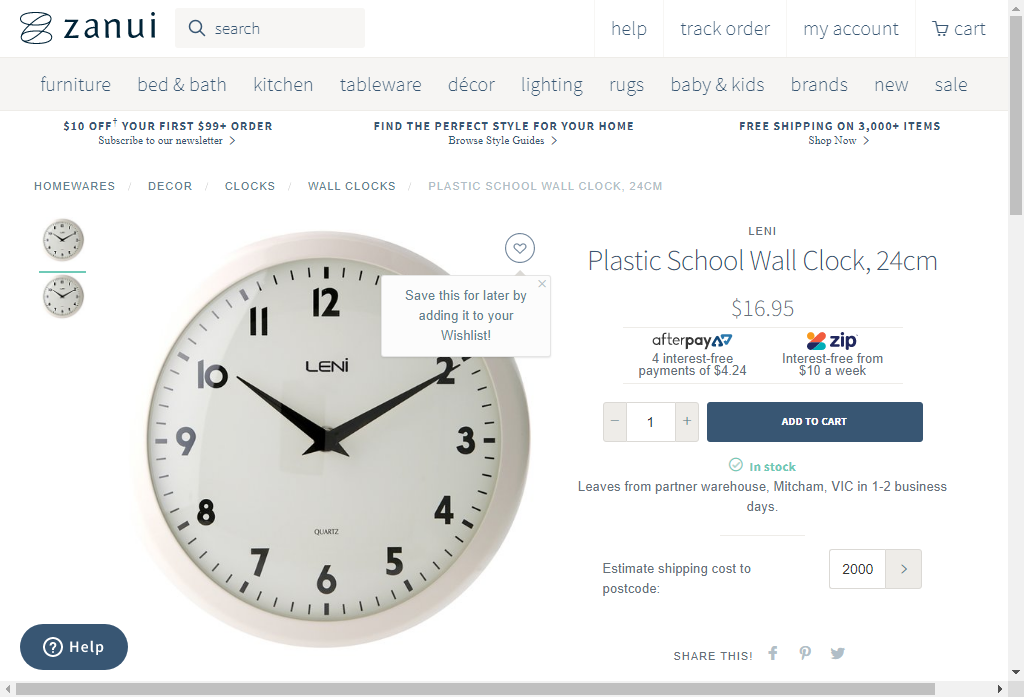 zanui
search
help
track order
my account
cart
furniture
bed & bath
kitchen
tableware
décor
lighting
rugs
baby & kids
brands
new
sale
$10 OFF† YOUR FIRST $99+ ORDER
Subscribe to our newsletter >
FIND THE PERFECT STYLE FOR YOUR HOME
Browse Style Guides >
FREE SHIPPING ON 3,000+ ITEMS
Shop Now >
HOMEWARES / DECOR / CLOCKS / WALL CLOCKS / PLASTIC SCHOOL WALL CLOCK, 24CM
Save this for later by
adding it to your
Wishlist!
12
11
LENi
10
2
9
3
8
4
QUARTZ
7
5
6
LENI
Plastic School Wall Clock, 24cm
$16.95
afterpay
4 interest-free
payments of $4.24
zip
Interest-free from
$10 a week
− 1 +
ADD TO CART
In stock
Leaves from partner warehouse, Mitcham, VIC in 1-2 business
days.
Estimate shipping cost to
postcode:
2000 >
SHARE THIS!
? Help